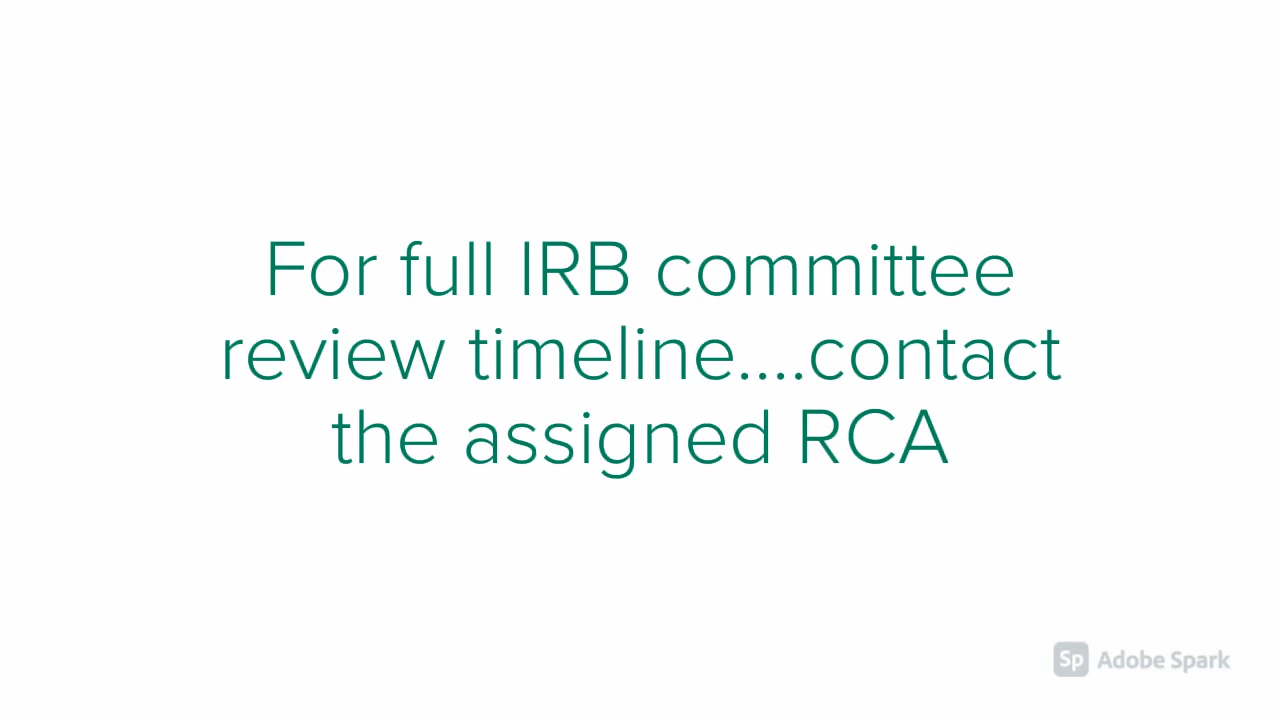 For full IRB committee
review timeline....contact
the assigned RCA
Sp Adobe Spark